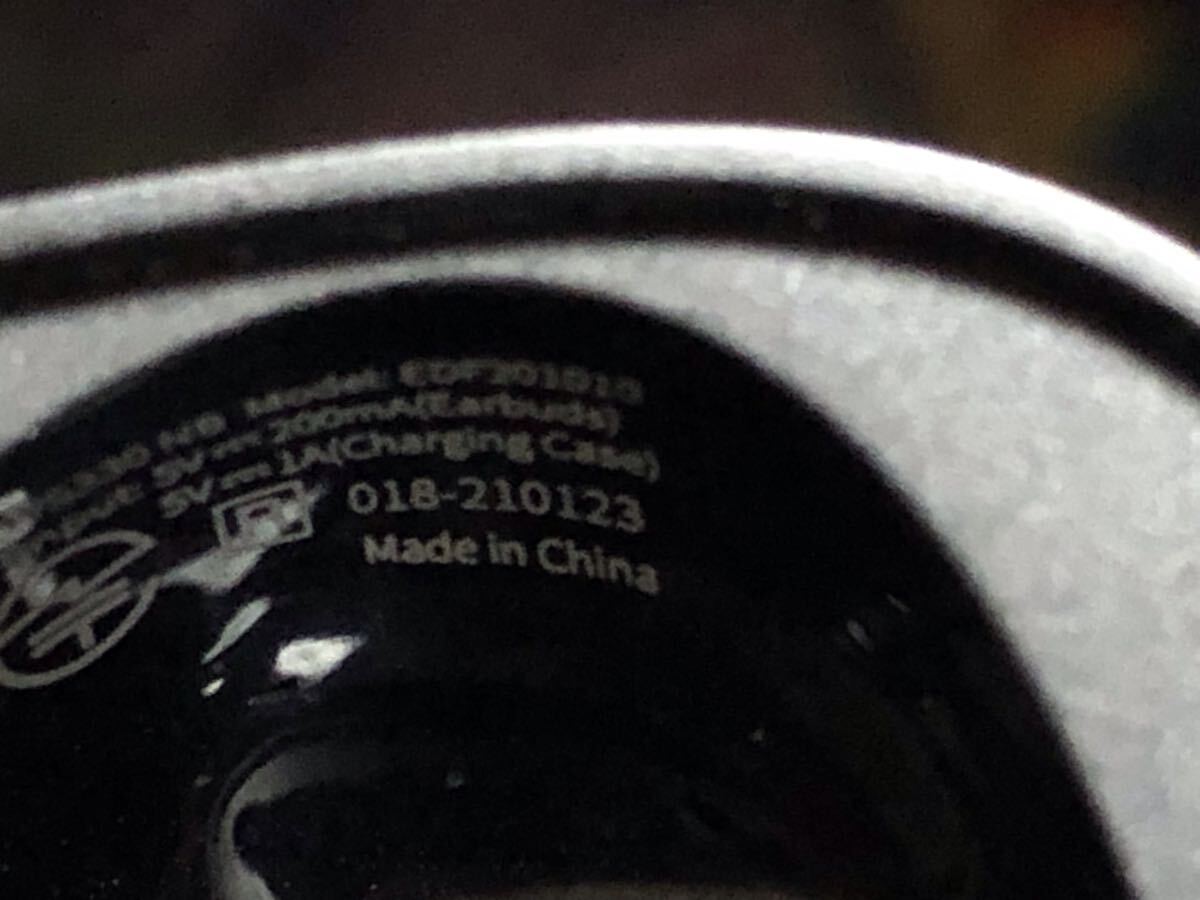 Model: EDF201010
5V⎓200mA(Earbuds)
5V⎓1A(Charging Case)
018-210123
Made in China